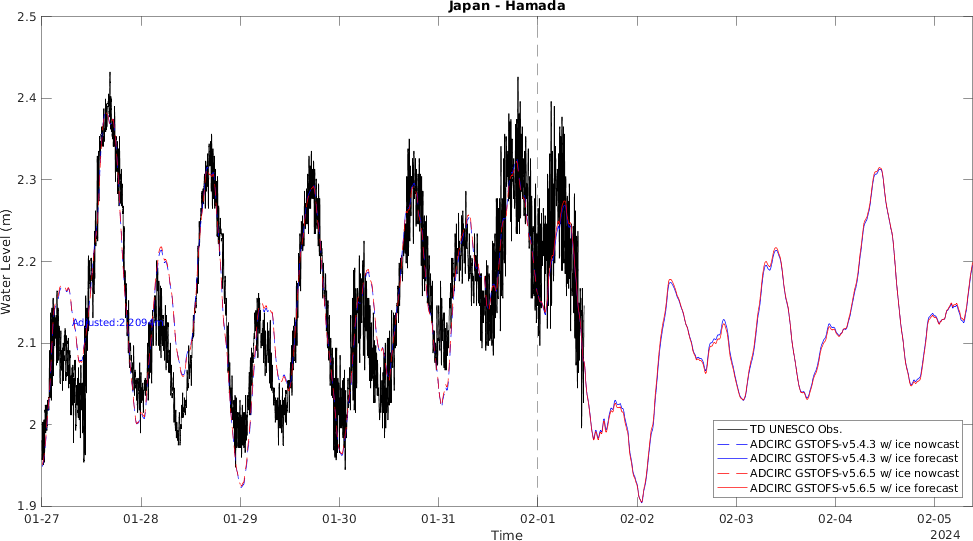 Japan - Hamada
2.5
2.4
2.3
2.2
2.1
2
1.9
Water Level (m)
Adjusted:2.209
TD UNESCO Obs.
ADCIRC GSTOFS-v5.4.3 w/ ice nowcast
ADCIRC GSTOFS-v5.4.3 w/ ice forecast
ADCIRC GSTOFS-v5.6.5 w/ ice nowcast
ADCIRC GSTOFS-v5.6.5 w/ ice forecast
01-27 01-28 01-29 01-30 01-31 02-01 02-02 02-03 02-04 02-05
Time 2024